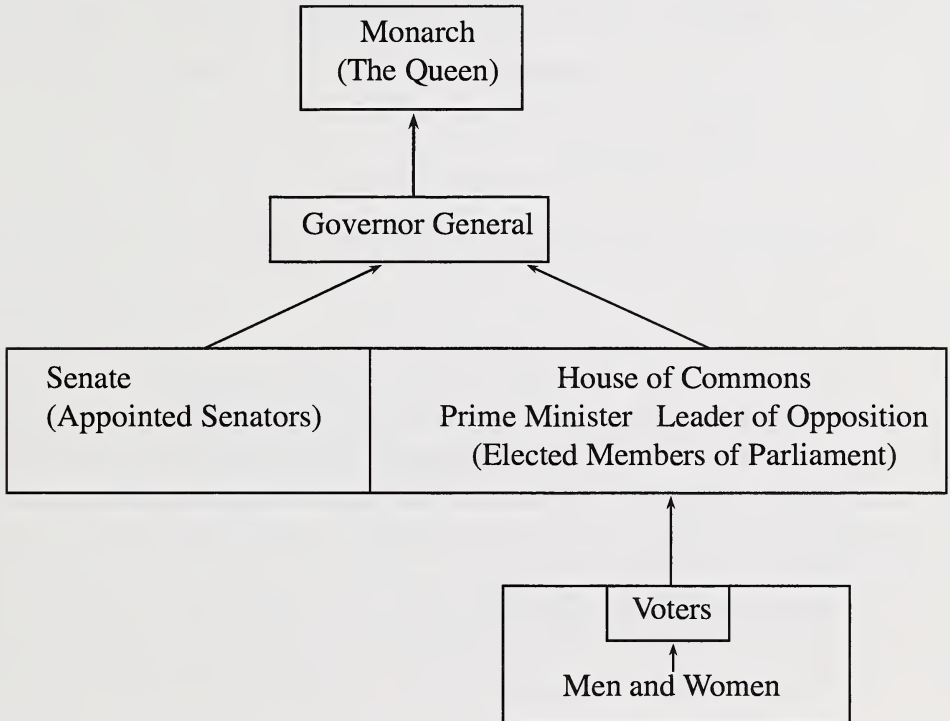 Monarch
(The Queen)
Governor General
Senate
(Appointed Senators)
House of Commons
Prime Minister Leader of Opposition
(Elected Members of Parliament)
Voters
Men and Women